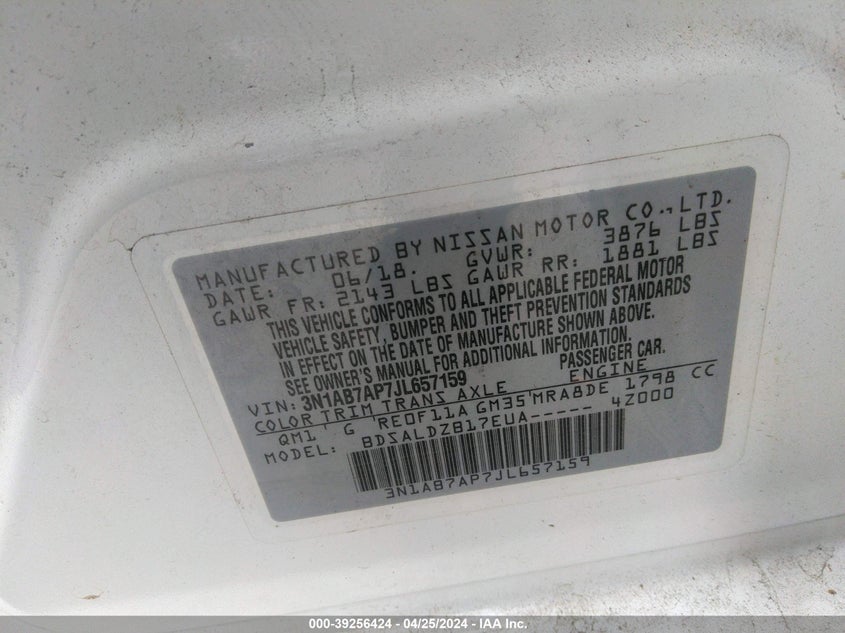 MANUFACTURED BY NISSAN MOTOR CO., LTD.
DATE: 06/18. GVWR: 3876 LBS
GAWR FR: 2143 LBS GAWR RR: 1881 LBS
THIS VEHICLE CONFORMS TO ALL APPLICABLE FEDERAL MOTOR
VEHICLE SAFETY, BUMPER AND THEFT PREVENTION STANDARDS
IN EFFECT ON THE DATE OF MANUFACTURE SHOWN ABOVE.
SEE OWNER'S MANUAL FOR ADDITIONAL INFORMATION.
VIN: 3N1AB7AP7JL657159 PASSENGER CAR.
COLOR TRIM TRANS AXLE ENGINE
QM1 G RE0F11A GM35 MRA8DE 1798 CC
MODEL: BDSALDZB17EUA----- 4Z000
3N1AB7AP7JL657159
000-39256424 - 04/25/2024 - IAA Inc.